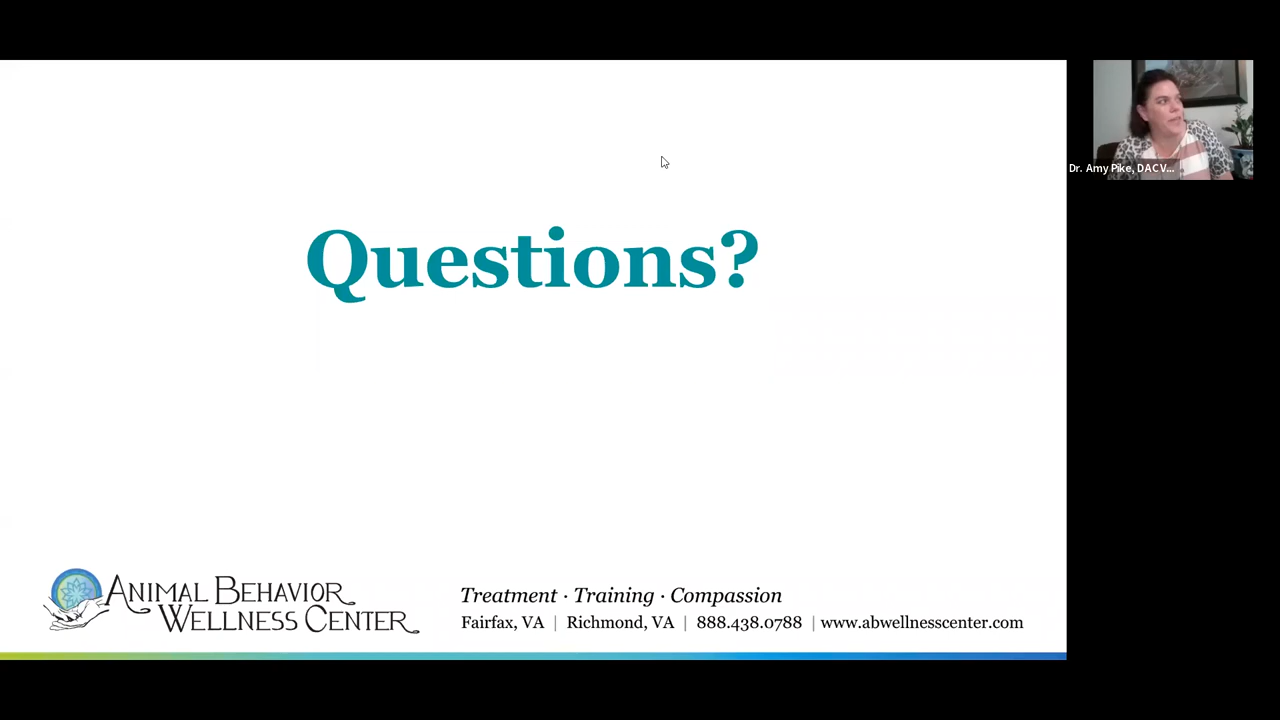 Dr. Amy Pike, DACV...
Questions?
ANIMAL BEHAVIOR
WELLNESS CENTER
Treatment · Training · Compassion
Fairfax, VA | Richmond, VA | 888.438.0788 | www.abwellnesscenter.com